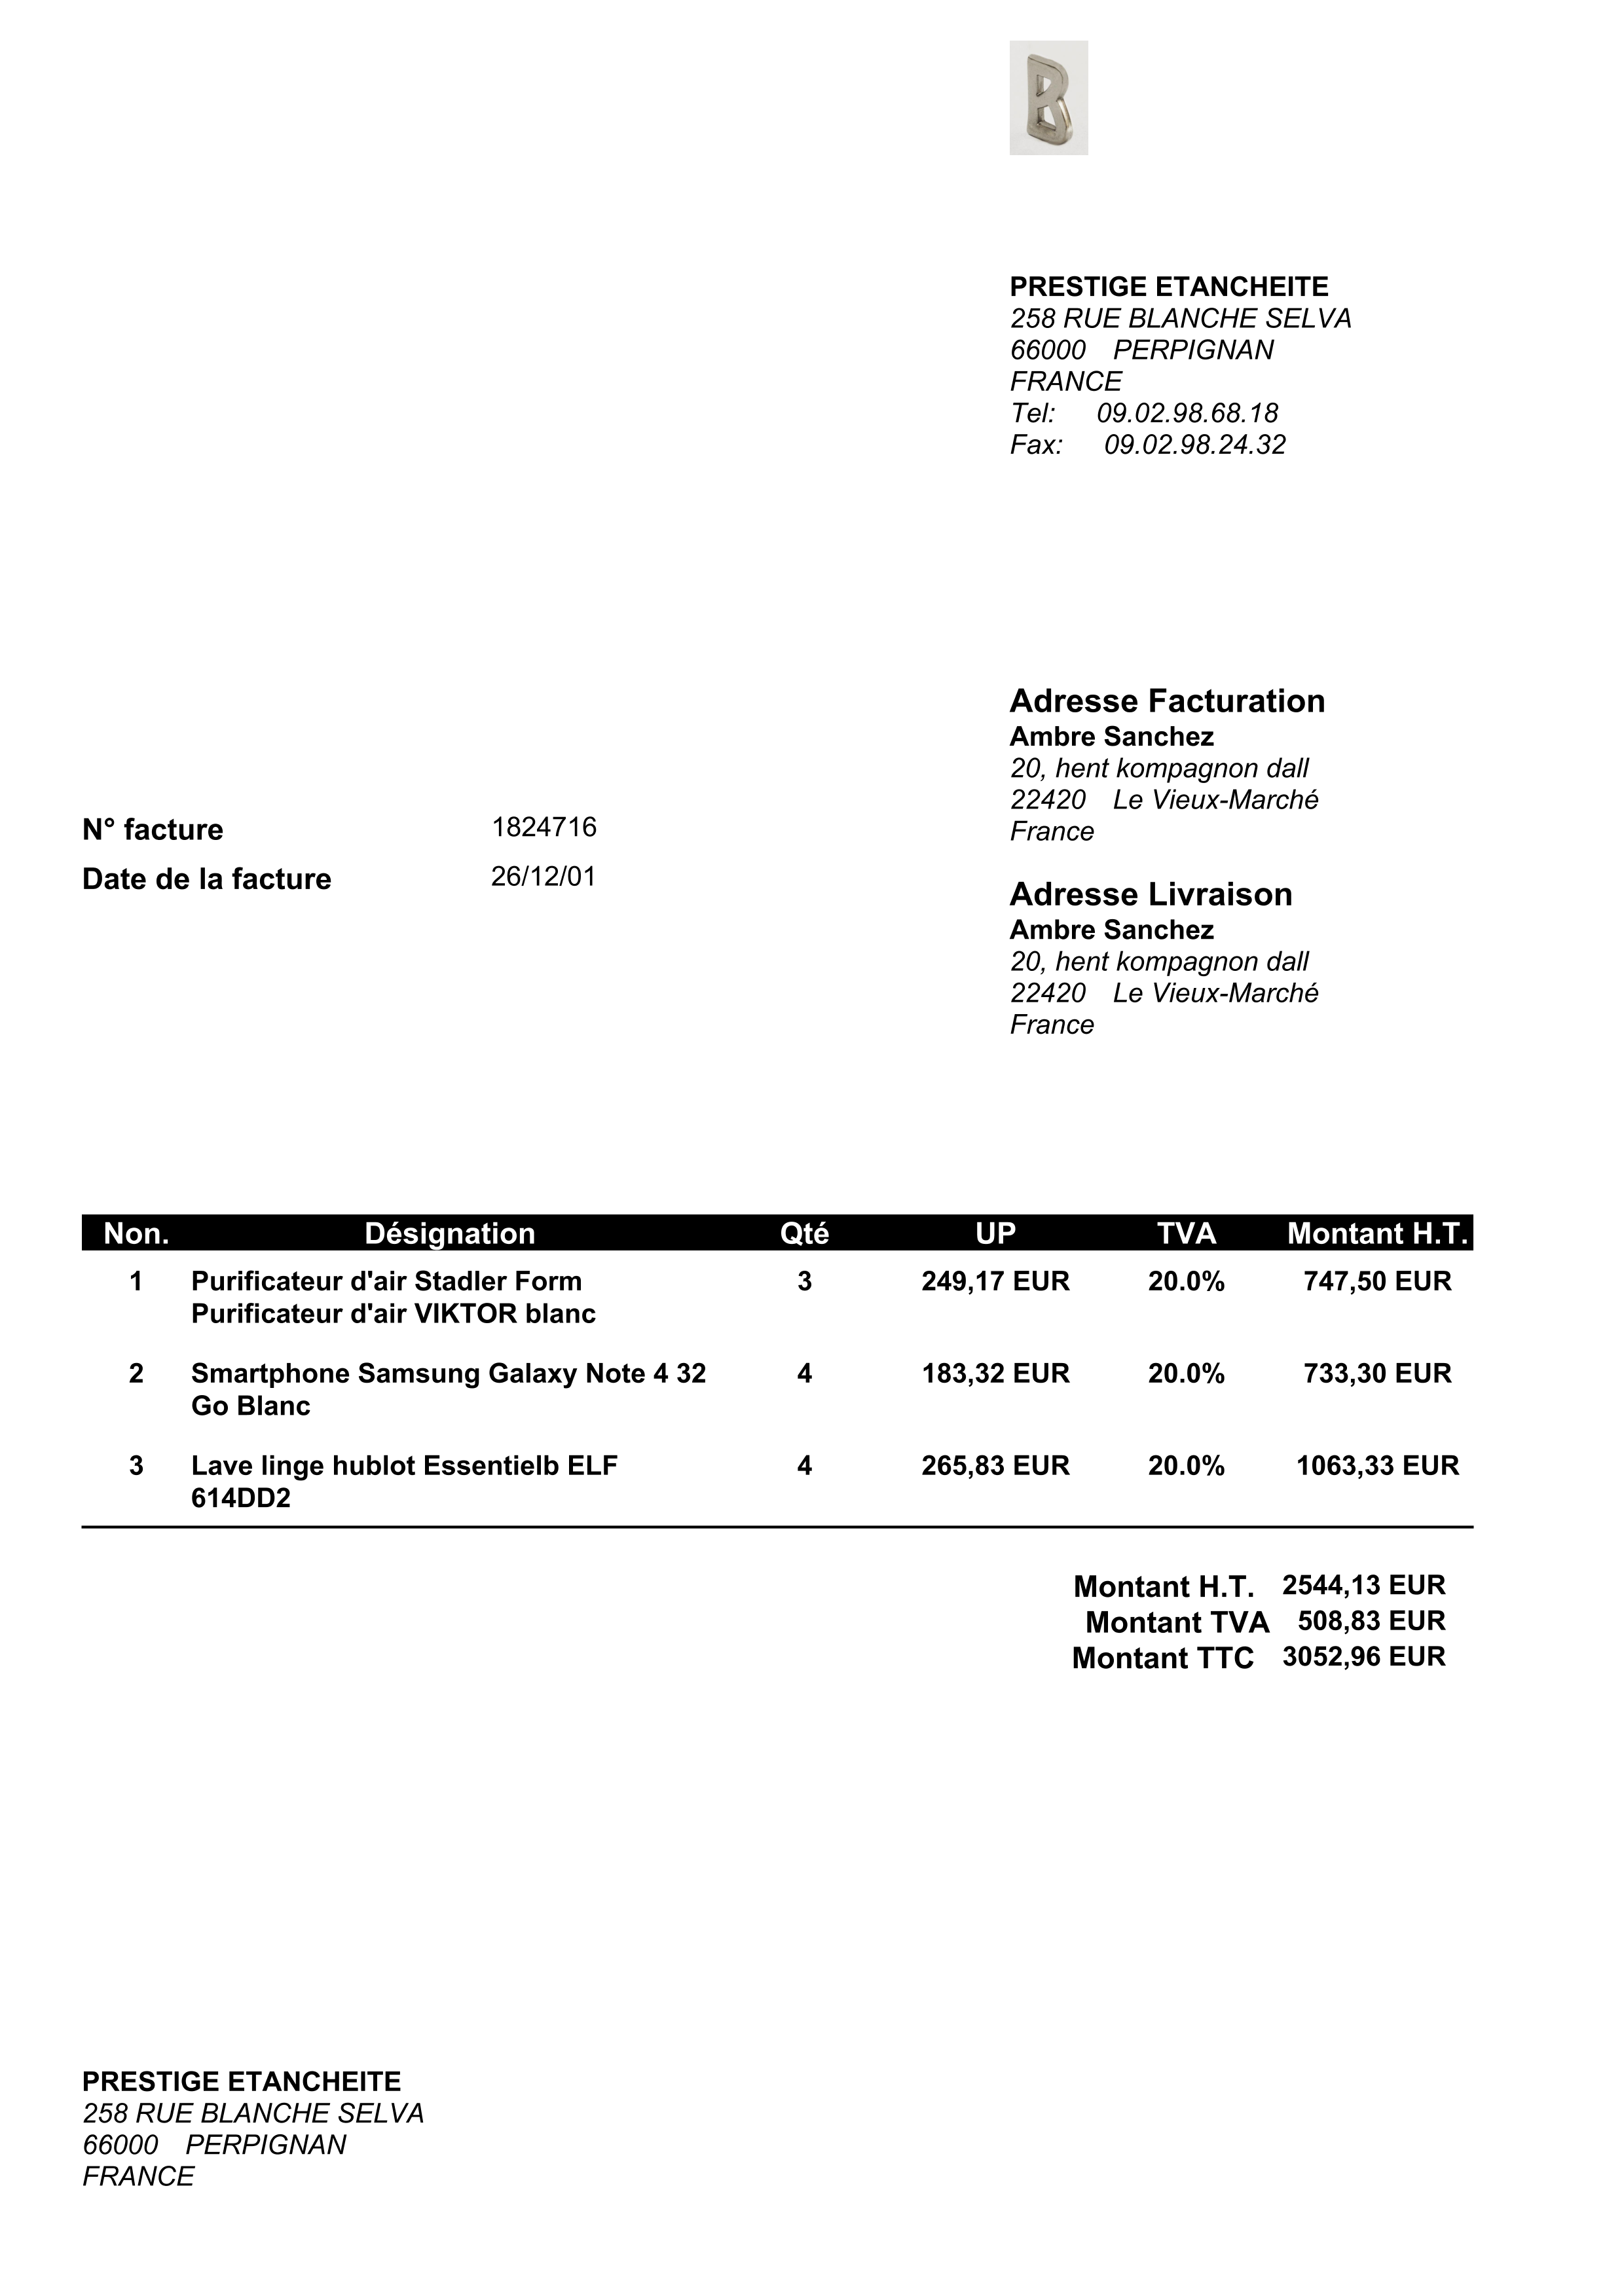 B
PRESTIGE ETANCHEITE
258 RUE BLANCHE SELVA
66000 PERPIGNAN
FRANCE
Tel: 09.02.98.68.18
Fax: 09.02.98.24.32
Adresse Facturation
Ambre Sanchez
20, hent kompagnon dall
22420 Le Vieux-Marché
France
N° facture 1824716
Date de la facture 26/12/01
Adresse Livraison
Ambre Sanchez
20, hent kompagnon dall
22420 Le Vieux-Marché
France
Non. Désignation Qté UP TVA Montant H.T.
1 Purificateur d'air Stadler Form 3 249,17 EUR 20.0% 747,50 EUR
Purificateur d'air VIKTOR blanc
2 Smartphone Samsung Galaxy Note 4 32 4 183,32 EUR 20.0% 733,30 EUR
Go Blanc
3 Lave linge hublot Essentielb ELF 4 265,83 EUR 20.0% 1063,33 EUR
614DD2
Montant H.T. 2544,13 EUR
Montant TVA 508,83 EUR
Montant TTC 3052,96 EUR
PRESTIGE ETANCHEITE
258 RUE BLANCHE SELVA
66000 PERPIGNAN
FRANCE